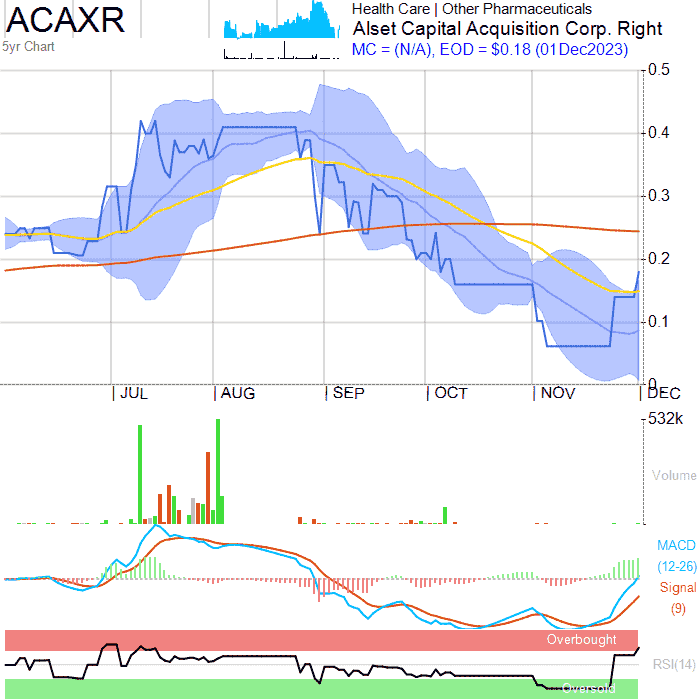 ACAXR
5yr Chart
Health Care | Other Pharmaceuticals
Alset Capital Acquisition Corp. Right
MC = (N/A), EOD = $0.18 (01Dec2023)
0.5
0.4
0.3
0.2
0.1
0
JUL AUG SEP OCT NOV DEC
532k
Volume
MACD
(12-26)
Signal
(9)
Overbought
RSI(14)
Oversold